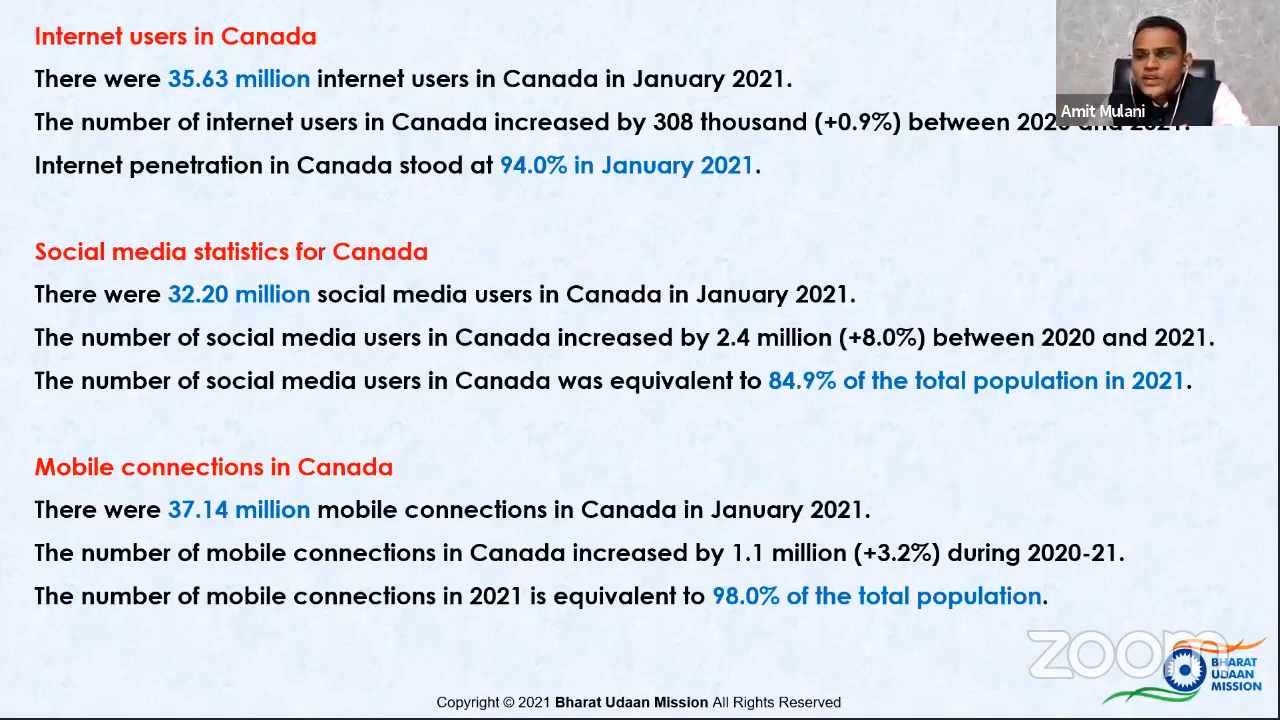 Internet users in Canada
There were 35.63 million internet users in Canada in January 2021.
The number of internet users in Canada increased by 308 thousand (+0.9%) between 2020 and 2021.
Internet penetration in Canada stood at 94.0% in January 2021.
Social media statistics for Canada
There were 32.20 million social media users in Canada in January 2021.
The number of social media users in Canada increased by 2.4 million (+8.0%) between 2020 and 2021.
The number of social media users in Canada was equivalent to 84.9% of the total population in 2021.
Mobile connections in Canada
There were 37.14 million mobile connections in Canada in January 2021.
The number of mobile connections in Canada increased by 1.1 million (+3.2%) during 2020-21.
The number of mobile connections in 2021 is equivalent to 98.0% of the total population.
Amit Mulani
zoom
BHARAT
UDAAN
MISSION
Copyright © 2021 Bharat Udaan Mission All Rights Reserved